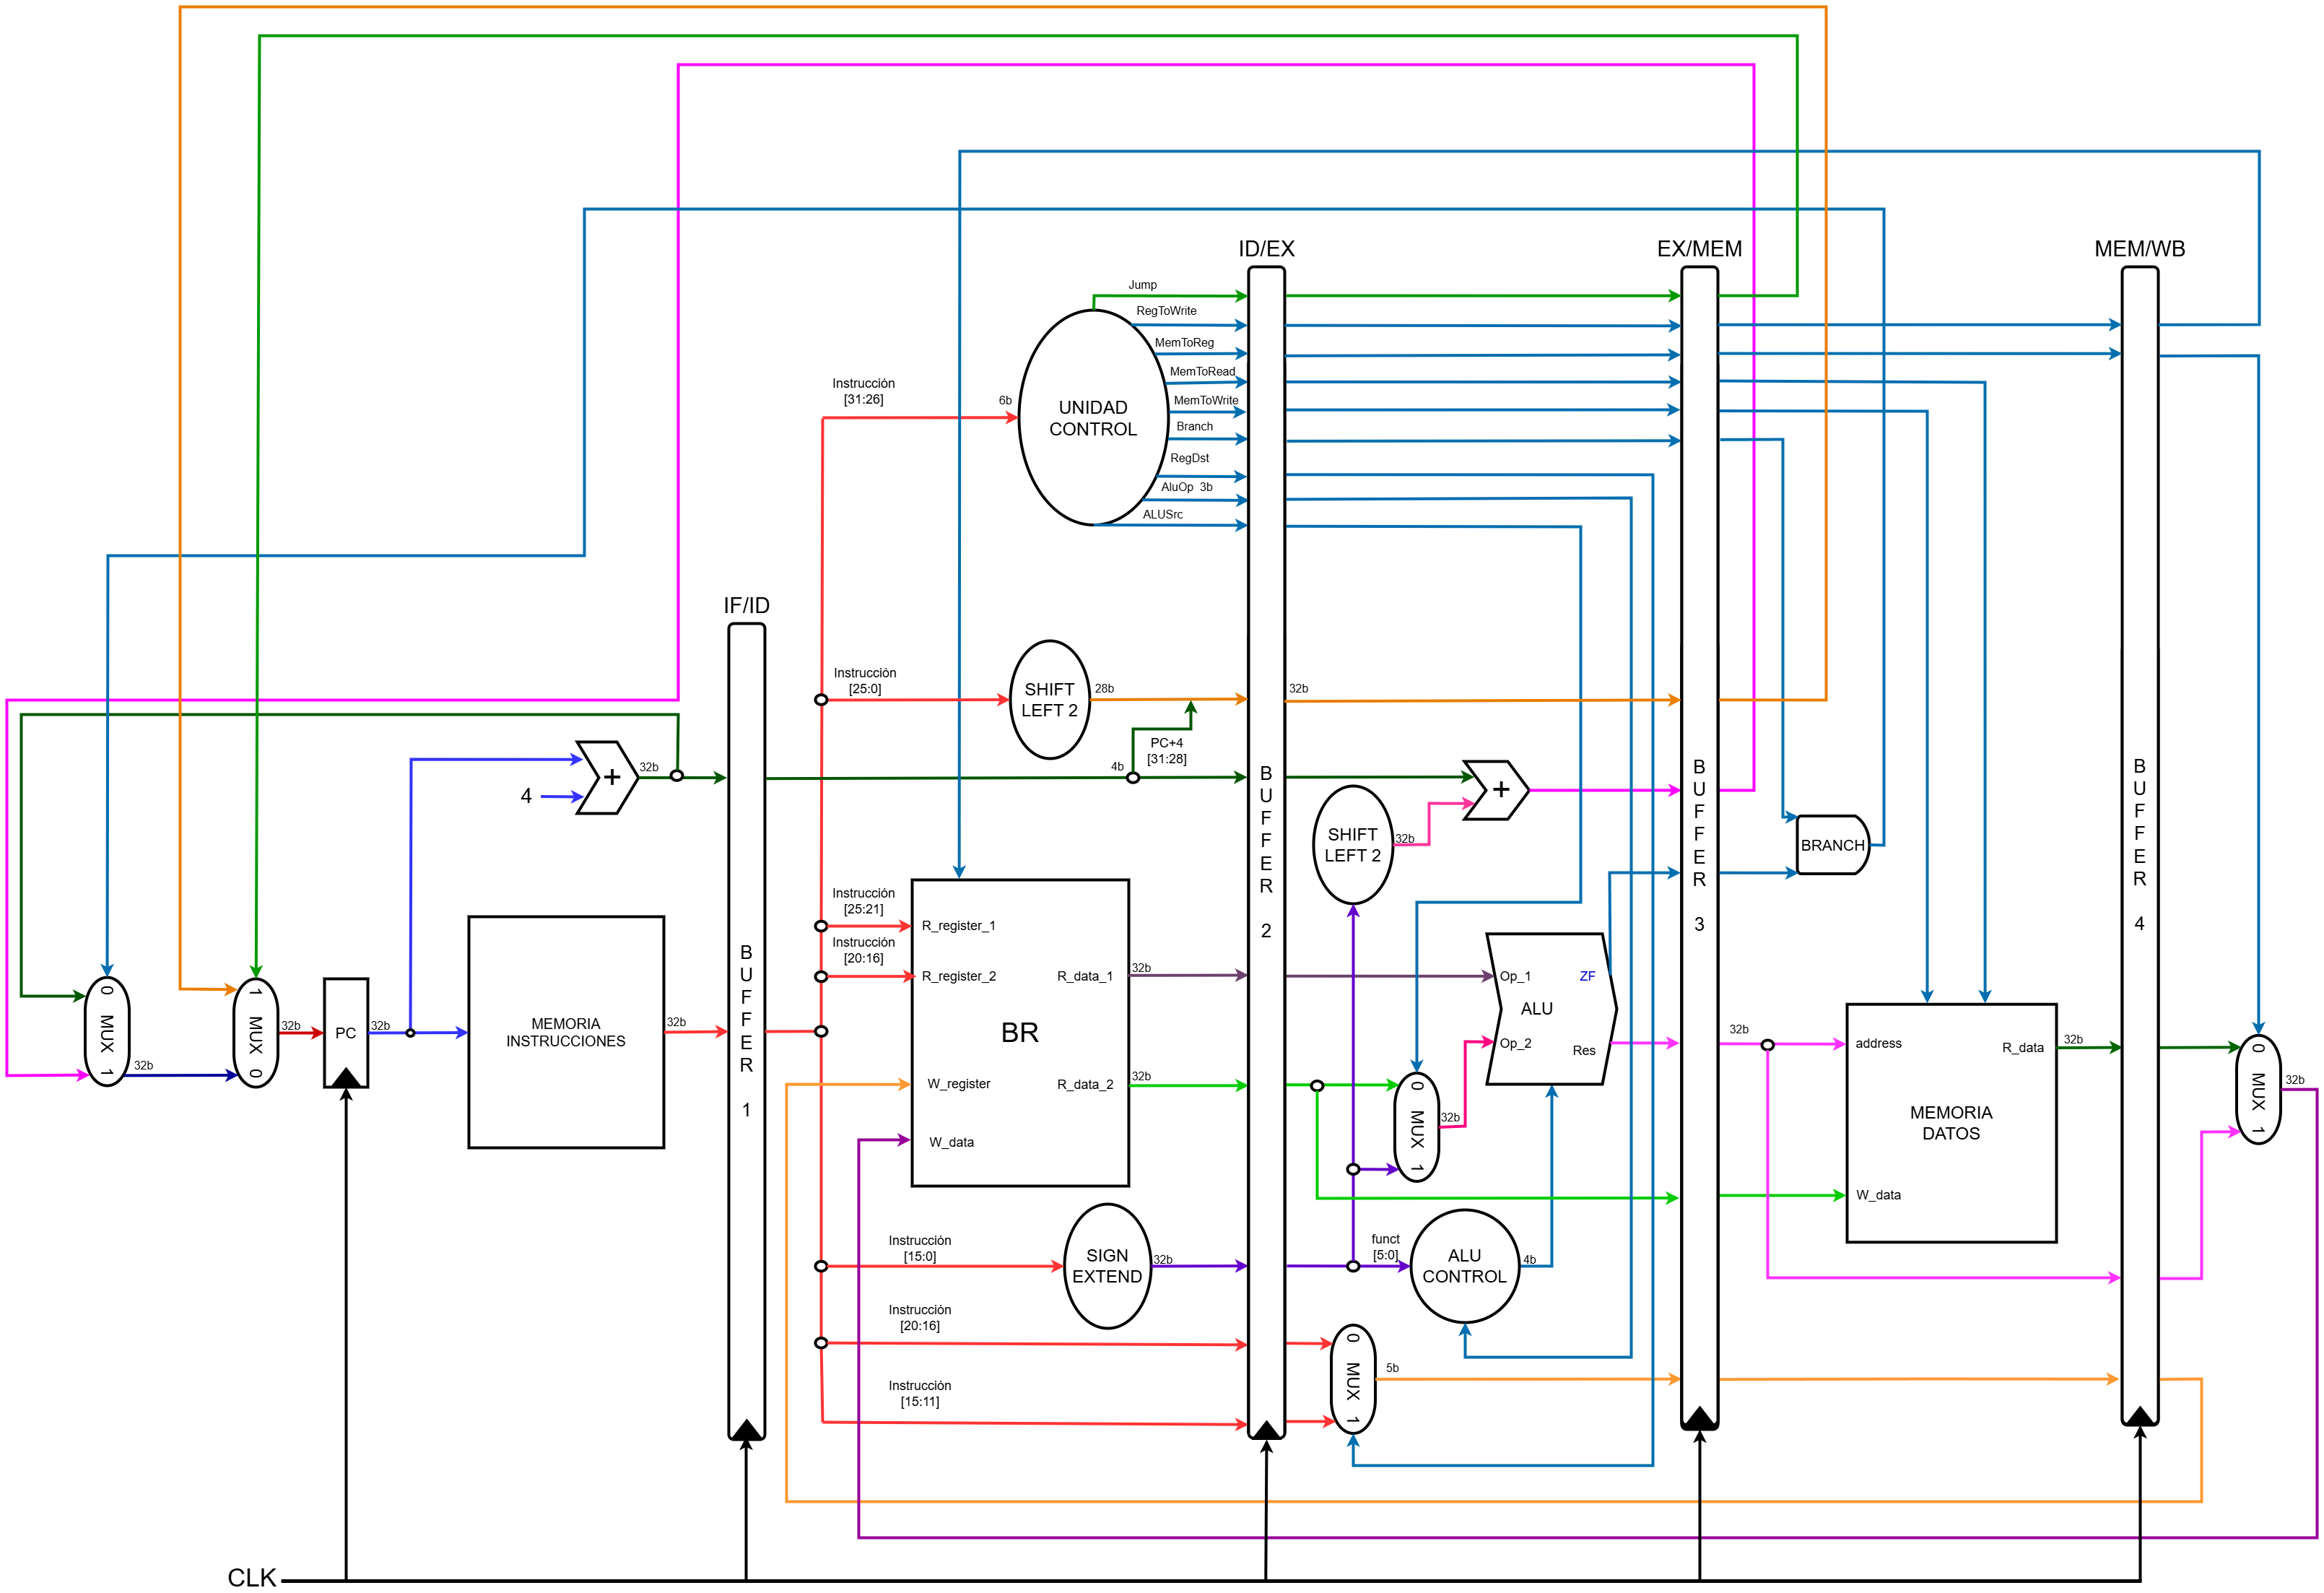 ID/EX
EX/MEM
MEM/WB
Jump
RegToWrite
MemToReg
MemToRead
MemToWrite
Branch
RegDst
AluOp 3b
ALUSrc
Instrucción
[31:26]
6b
UNIDAD
CONTROL
IF/ID
Instrucción
[25:0]
SHIFT
LEFT 2
28b
32b
PC+4
[31:28]
4b
4
+
32b
+
SHIFT
LEFT 2
32b
BRANCH
BUFFER 1
BUFFER 2
BUFFER 3
BUFFER 4
0 MUX 1
32b
1 MUX 0
32b
PC
32b
MEMORIA
INSTRUCCIONES
32b
Instrucción
[25:21]
Instrucción
[20:16]
R_register_1
R_register_2
BR
W_register
W_data
R_data_1
32b
R_data_2
32b
0 MUX 1
32b
Op_1
ZF
ALU
Op_2
Res
32b
address
R_data
32b
MEMORIA
DATOS
W_data
0 MUX 1
32b
Instrucción
[15:0]
SIGN
EXTEND
32b
funct
[5:0]
ALU
CONTROL
4b
Instrucción
[20:16]
Instrucción
[15:11]
0 MUX 1
5b
CLK